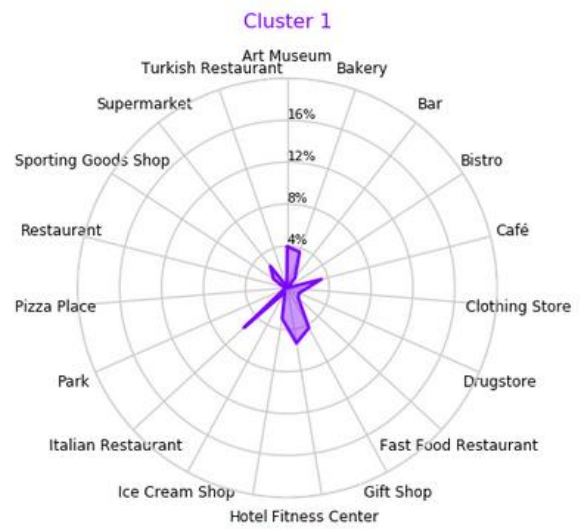 Cluster 1
Art Museum
Turkish Restaurant
Bakery
Supermarket
Bar
16%
Sporting Goods Shop
12%
Bistro
8%
Restaurant
4%
Café
Pizza Place
Clothing Store
Park
Drugstore
Italian Restaurant
Fast Food Restaurant
Ice Cream Shop
Gift Shop
Hotel Fitness Center